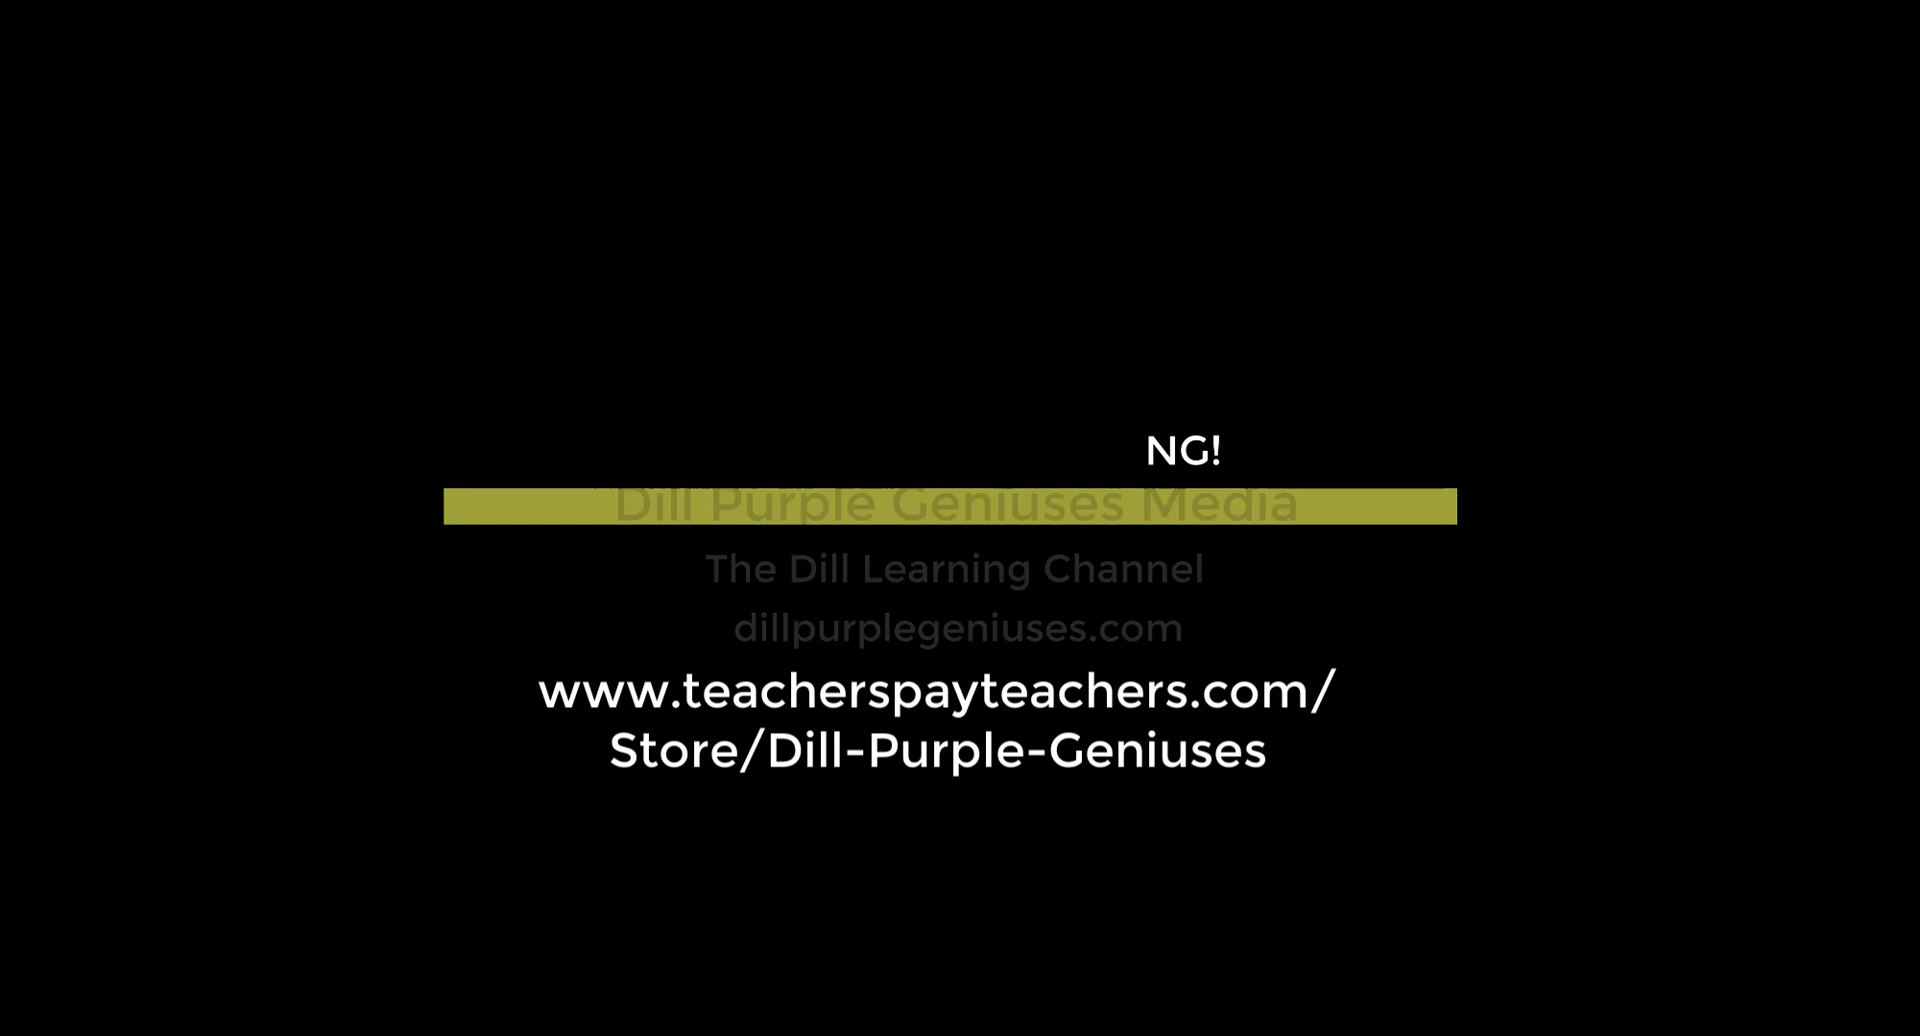 NG!
Dill Purple Geniuses Media
The Dill Learning Channel
dillpurplegeniuses.com
www.teacherspayteachers.com/
Store/Dill-Purple-Geniuses